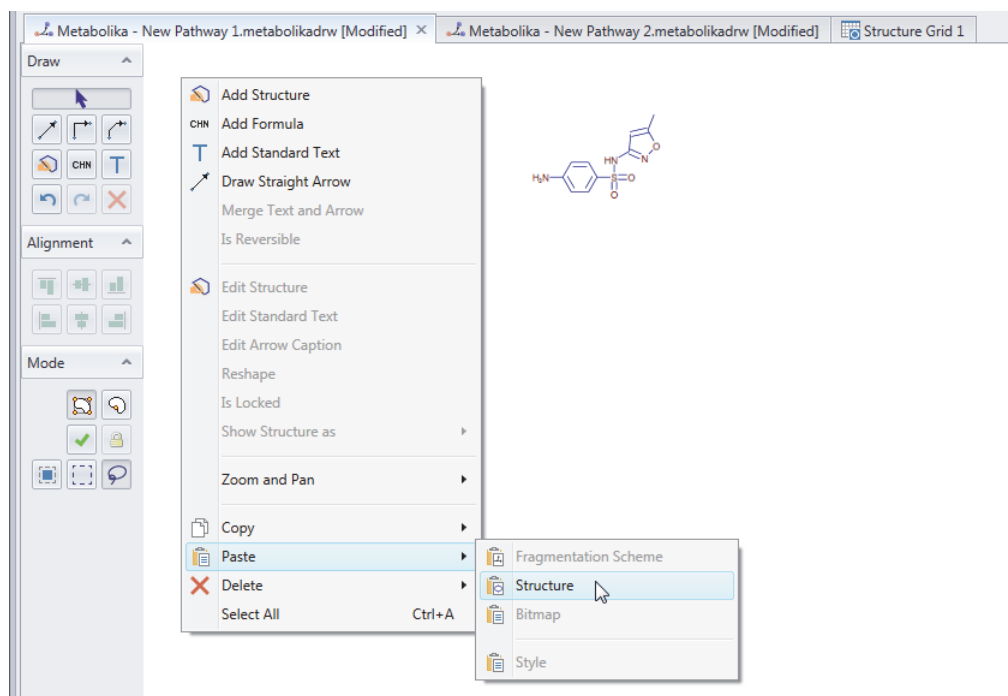 Metabolika - New Pathway 1.metabolikadrw [Modified] × Metabolika - New Pathway 2.metabolikadrw [Modified] Structure Grid 1
Draw
CHN T
Alignment
Mode
Add Structure
CHN Add Formula
T Add Standard Text
Draw Straight Arrow
Merge Text and Arrow
Is Reversible
Edit Structure
Edit Standard Text
Edit Arrow Caption
Reshape
Is Locked
Show Structure as
Zoom and Pan
Copy
Paste
Delete
Select All Ctrl+A
Fragmentation Scheme
Structure
Bitmap
Style
O
HN N
H₂N S O
O